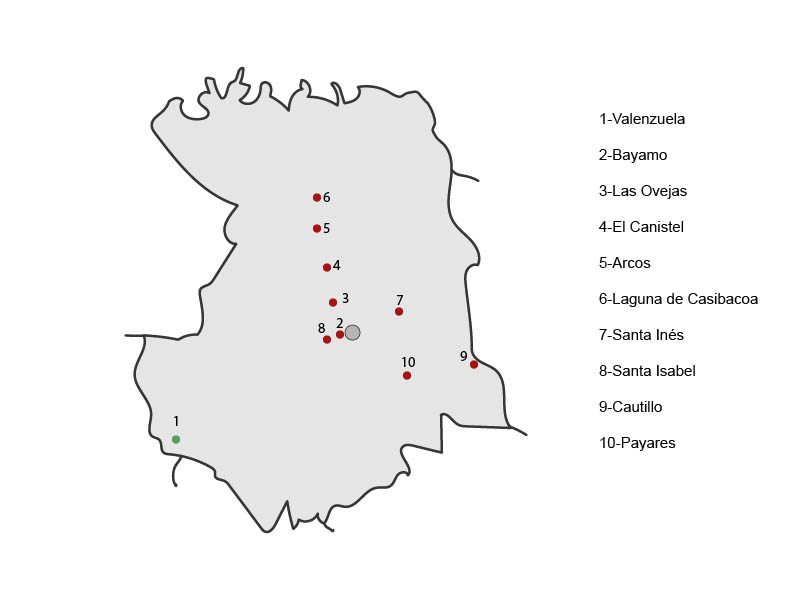 6
5
4
3
7
2
8
9
10
1
1-Valenzuela
2-Bayamo
3-Las Ovejas
4-El Canistel
5-Arcos
6-Laguna de Casibacoa
7-Santa Inés
8-Santa Isabel
9-Cautillo
10-Payares